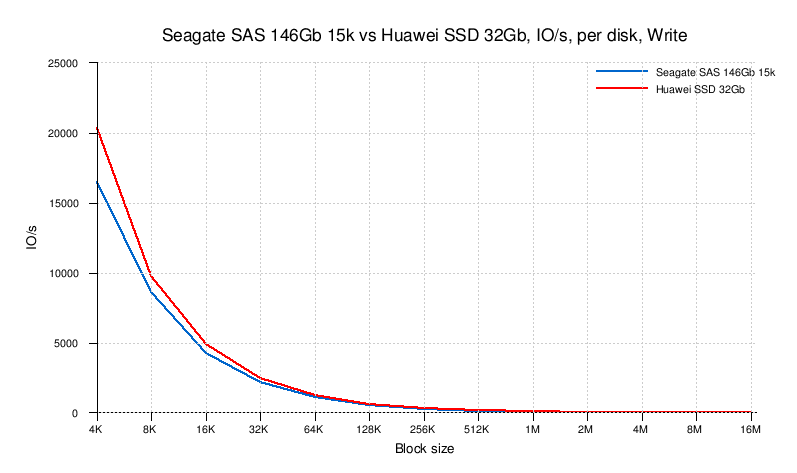 Seagate SAS 146Gb 15k vs Huawei SSD 32Gb, IO/s, per disk, Write
Seagate SAS 146Gb 15k
Huawei SSD 32Gb
IO/s
25000
20000
15000
10000
5000
0
4K 8K 16K 32K 64K 128K 256K 512K 1M 2M 4M 8M 16M
Block size